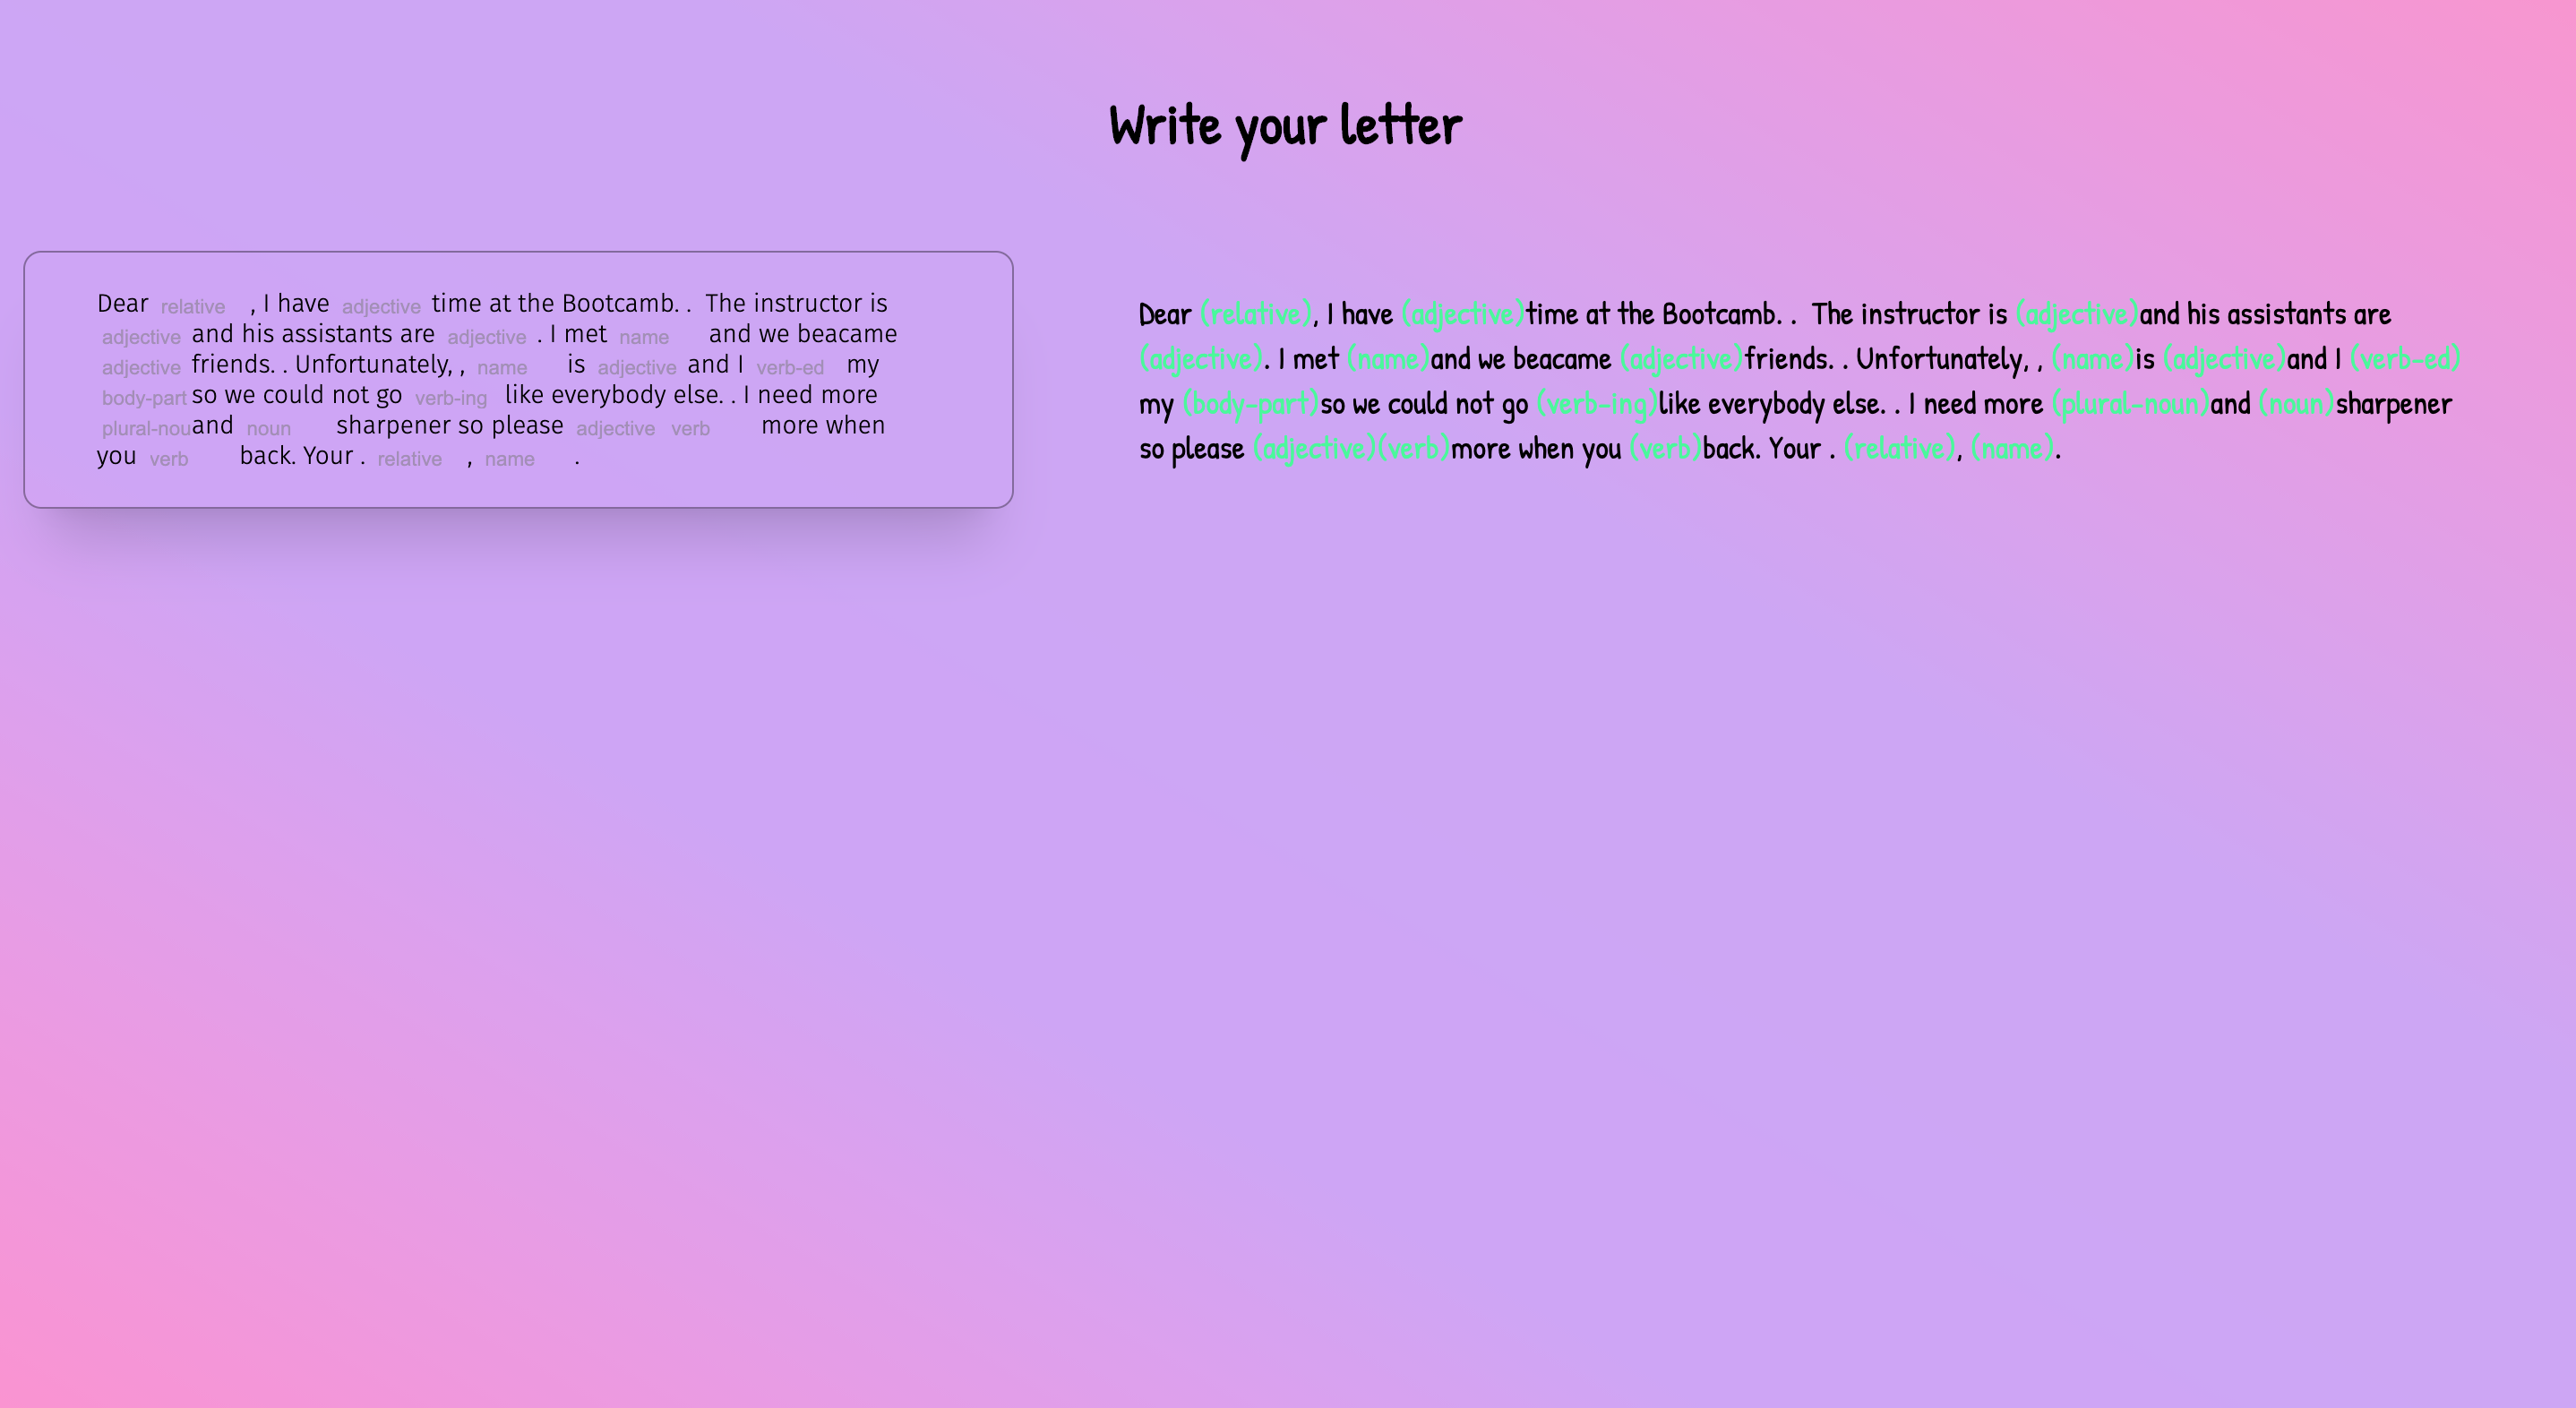 Write your letter
Dear relative , I have adjective time at the Bootcamb. .  The instructor is
adjective and his assistants are adjective . I met name and we beacame
adjective friends. . Unfortunately, , name is adjective and I verb-ed my
body-part so we could not go verb-ing like everybody else. . I need more
plural-nou and noun sharpener so please adjective verb more when
you verb back. Your . relative , name .
Dear (relative), I have (adjective)time at the Bootcamb. .  The instructor is (adjective)and his assistants are
(adjective). I met (name)and we beacame (adjective)friends. . Unfortunately, , (name)is (adjective)and I (verb-ed)
my (body-part)so we could not go (verb-ing)like everybody else. . I need more (plural-noun)and (noun)sharpener
so please (adjective)(verb)more when you (verb)back. Your . (relative), (name).